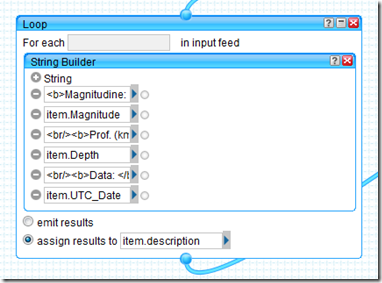 Loop
For each in input feed
String Builder
String
<b>Magnitudine:
item.Magnitude
<br/><b>Prof. (km
item.Depth
<br/><b>Data: </b
item.UTC_Date
emit results
assign results to item.description